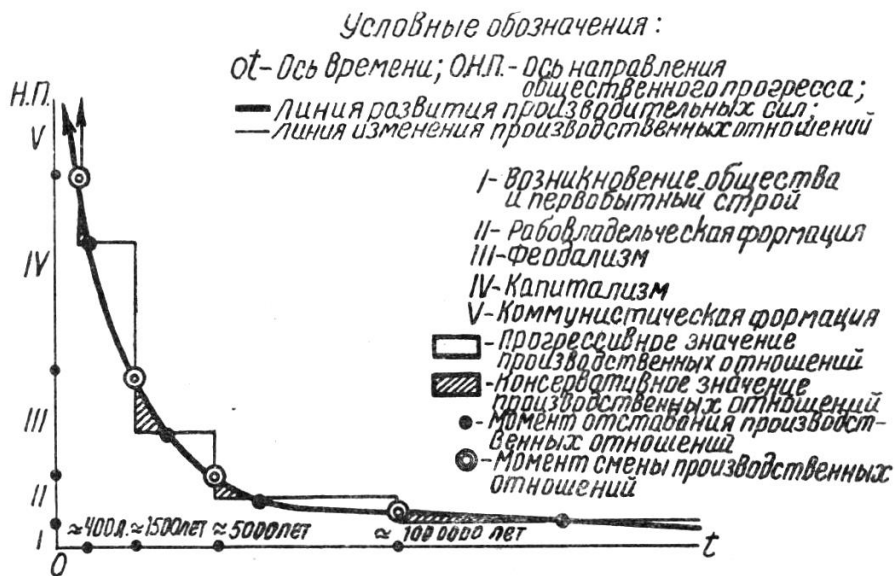 Условные обозначения:
Ot - Ось времени; О.Н.П. - Ось направления
общественного прогресса;
Линия развития производительных сил;
линия изменения производственных отношений
Н.П.
V
IV
III
II
I
I - Возникновение общества
и первобытный строй
II - Рабовладельческая формация
III - Феодализм
IV - Капитализм
V - Коммунистическая формация
- Прогрессивное значение
производственных отношений
- Консервативное значение
производственных отношений
- Момент отставания производст-
венных отношений
- Момент смены производственных
отношений
≈400л. ≈1500лет ≈5000лет ≈100 0000 лет
O
t